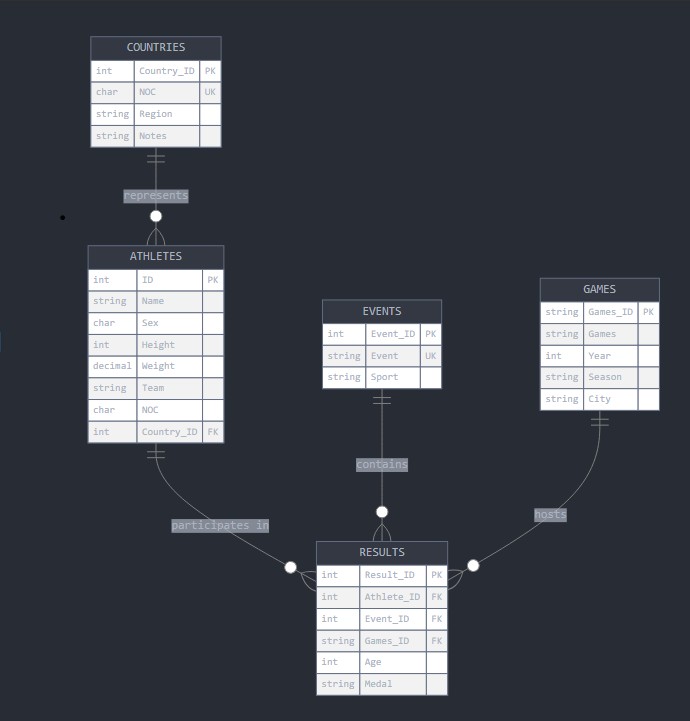 COUNTRIES
int Country_ID PK
char NOC UK
string Region
string Notes
represents
ATHLETES
int ID PK
string Name
char Sex
int Height
decimal Weight
string Team
char NOC
int Country_ID FK
EVENTS
int Event_ID PK
string Event UK
string Sport
GAMES
string Games_ID PK
string Games
int Year
string Season
string City
contains
hosts
participates in
RESULTS
int Result_ID PK
int Athlete_ID FK
int Event_ID FK
string Games_ID FK
int Age
string Medal